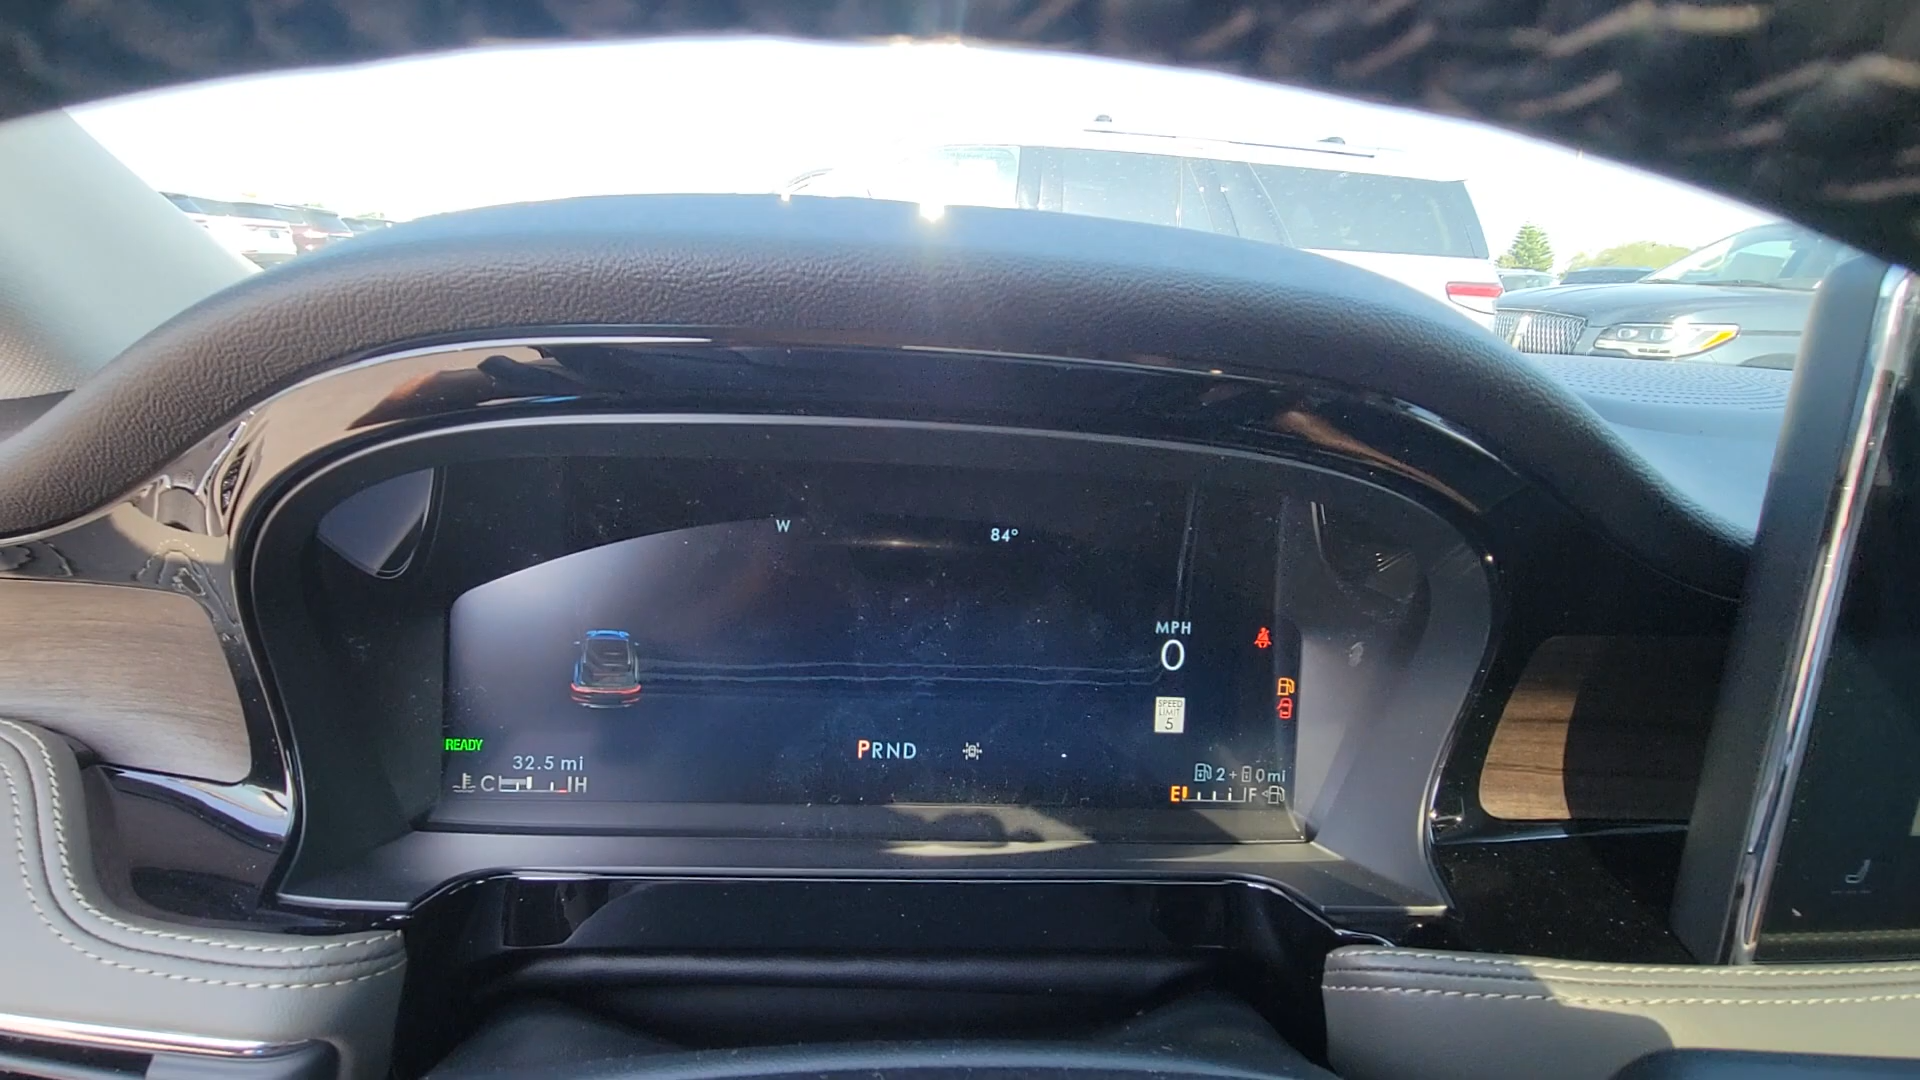 W
84°
MPH
0
SPEED
LIMIT
5
READY
PRND
32.5 mi
2 + 0 mi
C H
E F